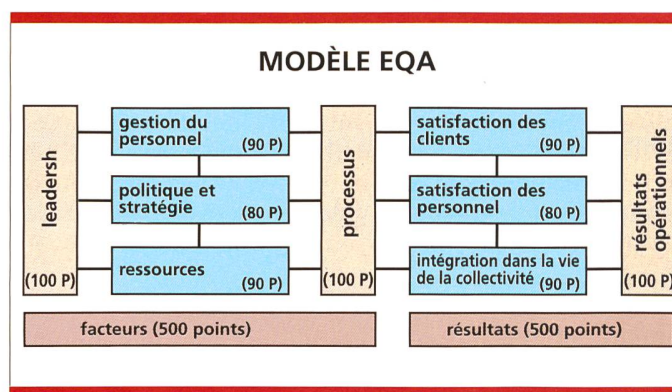 MODÈLE EQA
leadersh
(100 P)
gestion du
personnel (90 P)
politique et
stratégie (80 P)
ressources (90 P)
processus
(100 P)
satisfaction des
clients (90 P)
satisfaction des
personnel (80 P)
intégration dans la vie
de la collectivité (90 P)
résultats
opérationnels
(100 P)
facteurs (500 points)
résultats (500 points)